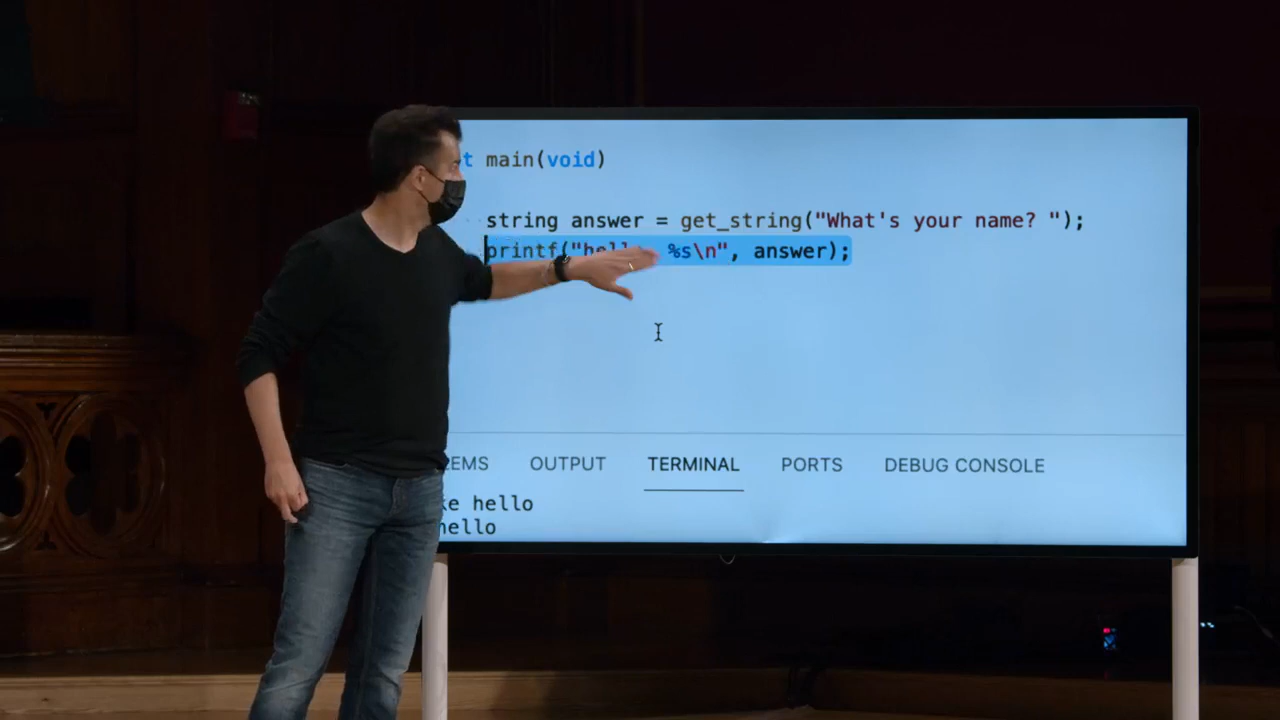 t main(void)
string answer = get_string("What's your name? ");
printf("hell %s\n", answer);
EMS OUTPUT TERMINAL PORTS DEBUG CONSOLE
ke hello
hello